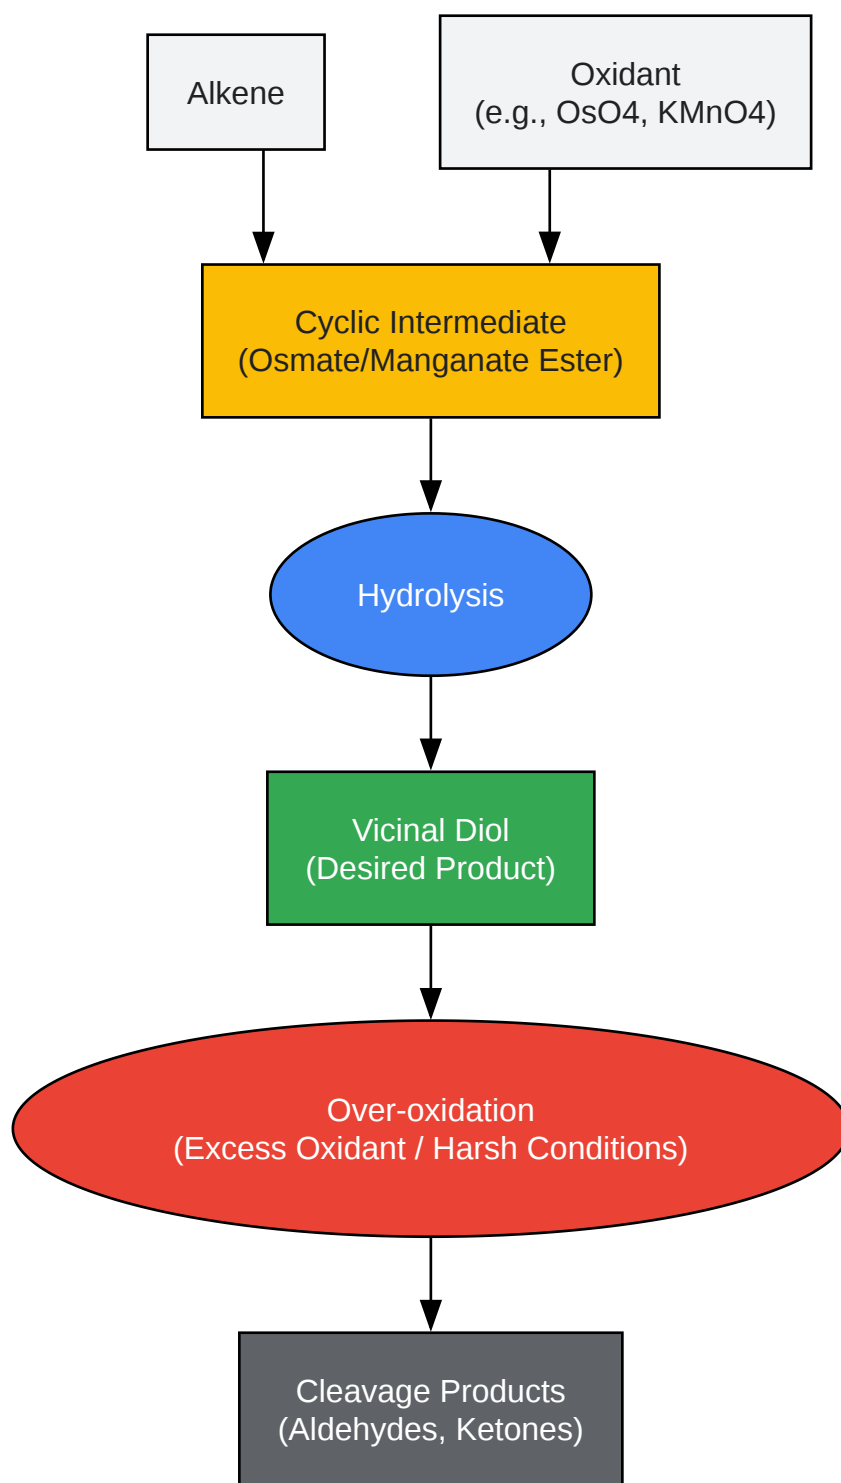 Alkene
Oxidant
(e.g., OsO4, KMnO4)
Cyclic Intermediate
(Osmate/Manganate Ester)
Hydrolysis
Vicinal Diol
(Desired Product)
Over-oxidation
(Excess Oxidant / Harsh Conditions)
Cleavage Products
(Aldehydes, Ketones)